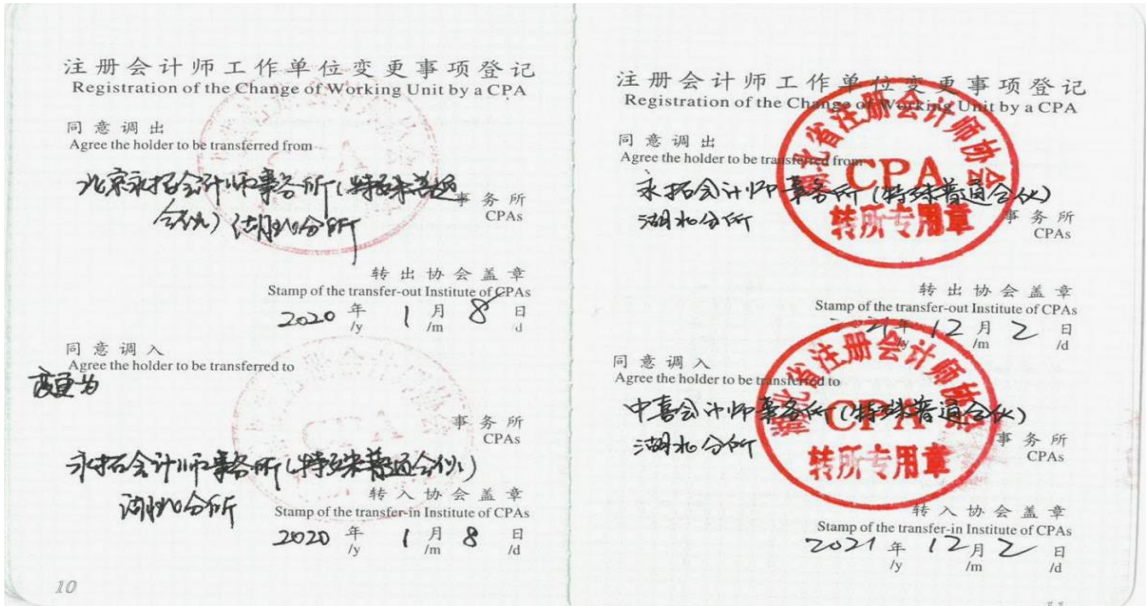 注册会计师工作单位变更事项登记
Registration of the Change of Working Unit by a CPA
同意调出
Agree the holder to be transferred from
北京永拓会计师事务所(特殊普通
合伙)湖北分所
事务所
CPAs
转出协会盖章
Stamp of the transfer-out Institute of CPAs
2020 年 1 月 8 日
/y /m /d
同意调入
Agree the holder to be transferred to
变更为
事务所
CPAs
永拓会计师事务所(特殊普通合伙)
湖北分所
转入协会盖章
Stamp of the transfer-in Institute of CPAs
2020 年 1 月 8 日
/y /m /d
10
注册会计师工作单位变更事项登记
Registration of the Change of Working Unit by a CPA
同意调出
Agree the holder to be transferred from
永拓会计师事务所(特殊普通合伙)
湖北分所
事务所
CPAs
湖北省注册会计师协会
CPA
转所专用章
转出协会盖章
Stamp of the transfer-out Institute of CPAs
21 年 12 月 2 日
/y /m /d
同意调入
Agree the holder to be transferred to
中喜会计师事务所(特殊普通合伙)
湖北分所
事务所
CPAs
湖北省注册会计师协会
CPA
转所专用章
转入协会盖章
Stamp of the transfer-in Institute of CPAs
2021 年 12 月 2 日
/y /m /d